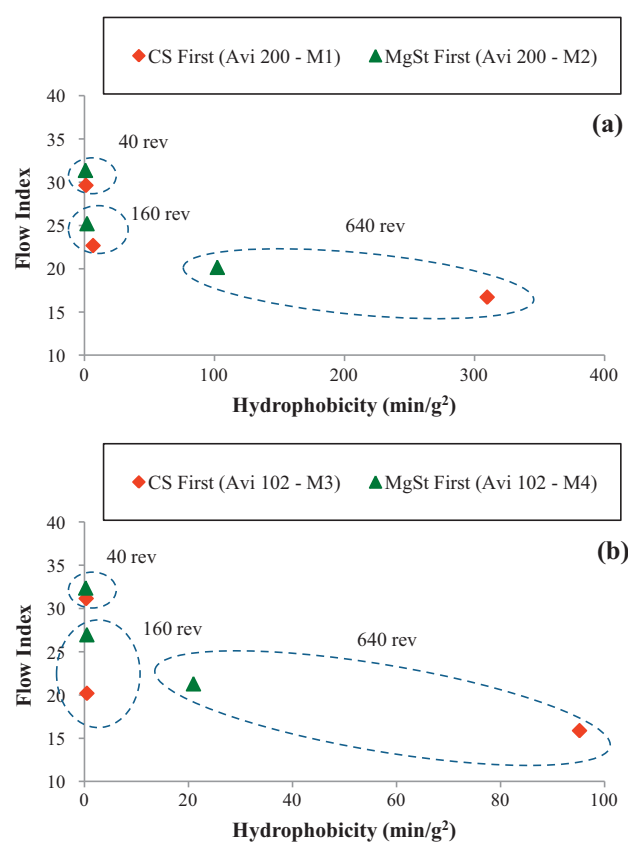 CS First (Avi 200 - M1) MgSt First (Avi 200 - M2)
(a)
40
35
30
25
20
15
10
Flow Index
40 rev
160 rev
640 rev
0 100 200 300 400
Hydrophobicity (min/g²)
CS First (Avi 102 - M3) MgSt First (Avi 102 - M4)
(b)
40
35
30
25
20
15
10
Flow Index
40 rev
160 rev
640 rev
0 20 40 60 80 100
Hydrophobicity (min/g²)